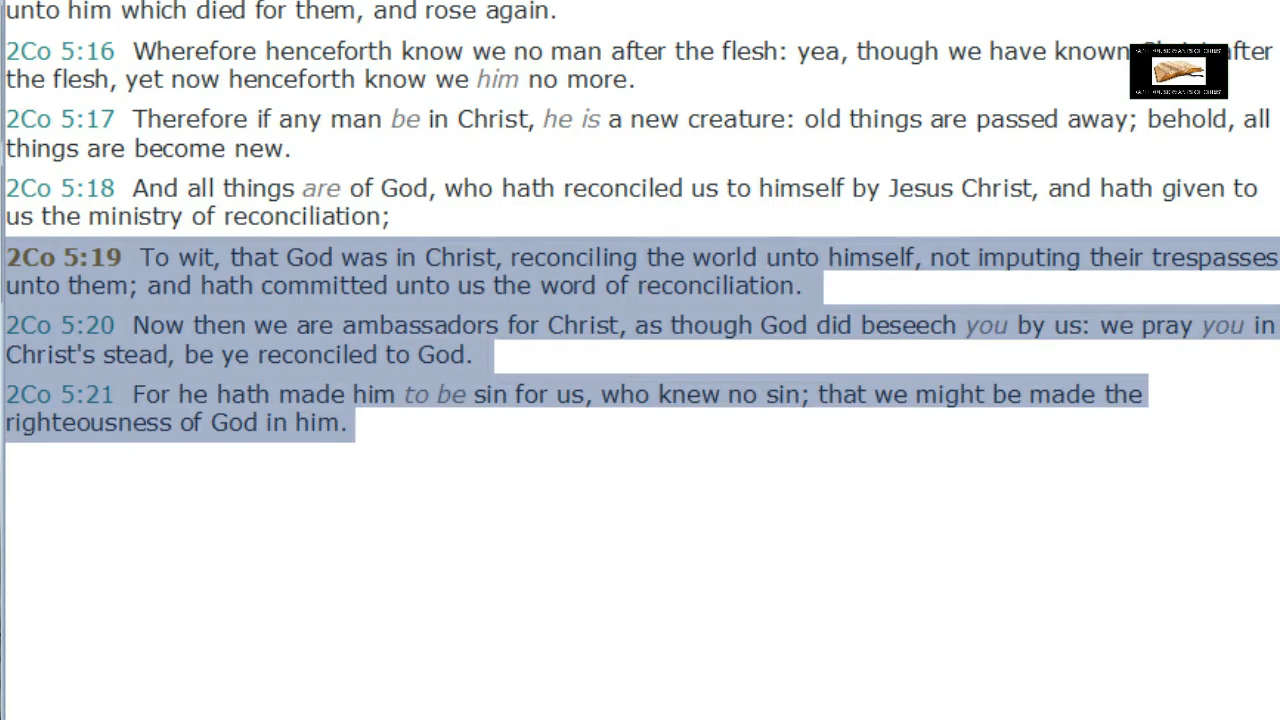 unto him which died for them, and rose again.
2Co 5:16 Wherefore henceforth know we no man after the flesh: yea, though we have known after
the flesh, yet now henceforth know we him no more.
2Co 5:17 Therefore if any man be in Christ, he is a new creature: old things are passed away; behold, all
things are become new.
2Co 5:18 And all things are of God, who hath reconciled us to himself by Jesus Christ, and hath given to
us the ministry of reconciliation;
2Co 5:19 To wit, that God was in Christ, reconciling the world unto himself, not imputing their trespasses
unto them; and hath committed unto us the word of reconciliation.
2Co 5:20 Now then we are ambassadors for Christ, as though God did beseech you by us: we pray you in
Christ's stead, be ye reconciled to God.
2Co 5:21 For he hath made him to be sin for us, who knew no sin; that we might be made the
righteousness of God in him.